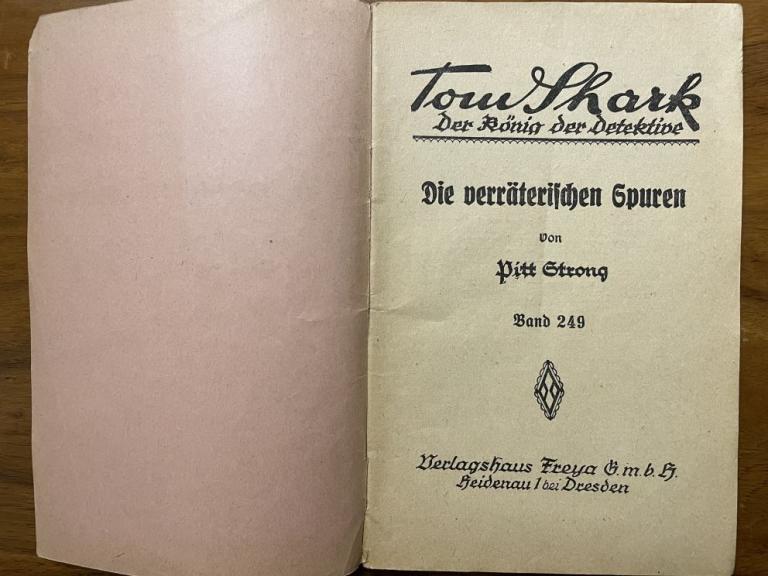 Tom Shark
Der König der Detektive
Die verräterischen Spuren
von
Pitt Strong
Band 249
Verlagshaus Freya G.m.b.H.
Heidenau 1 bei Dresden